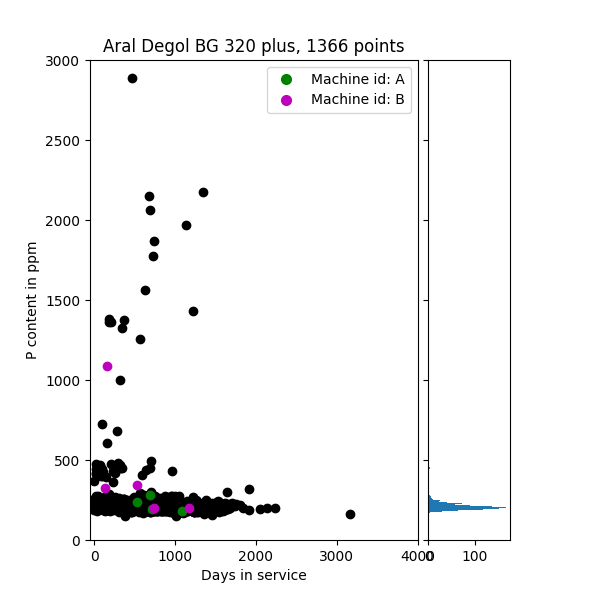 Aral Degol BG 320 plus, 1366 points
Machine id: A
Machine id: B
P content in ppm
3000
2500
2000
1500
1000
500
0
0 1000 2000 3000 4000 0 100
Days in service